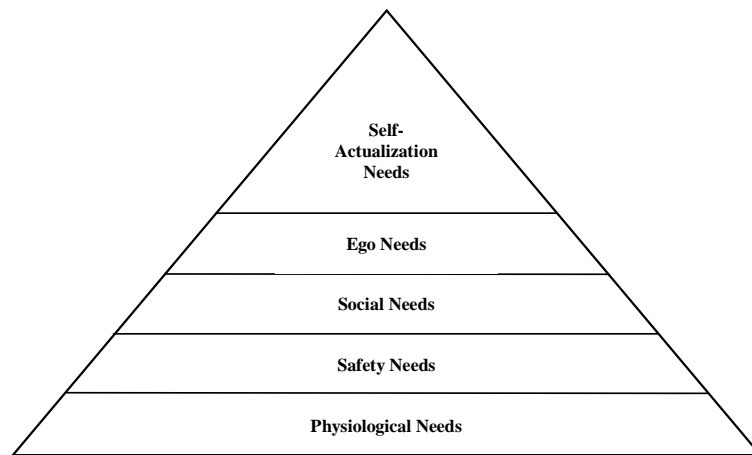 Self-
Actualization
Needs
Ego Needs
Social Needs
Safety Needs
Physiological Needs